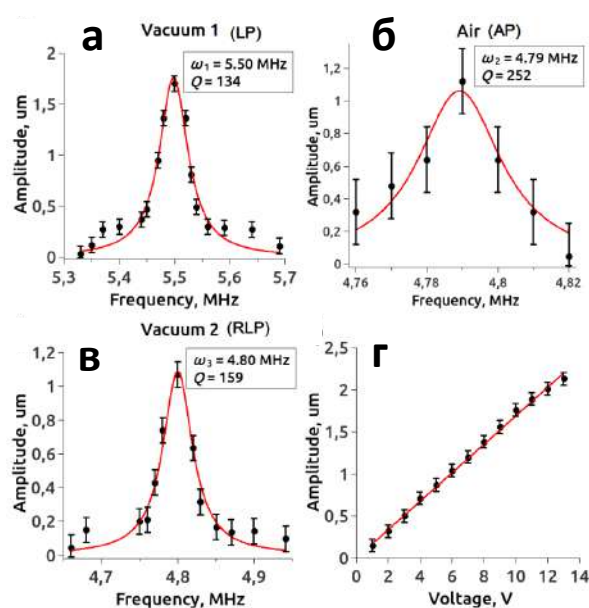 а
Vacuum 1 (LP)
ω₁ = 5.50 MHz
Q = 134
Amplitude, um
2
1,5
1
0,5
0
5,3
5,4
5,5
5,6
5,7
Frequency, MHz
б
Air (AP)
ω₂ = 4.79 MHz
Q = 252
Amplitude, um
1,2
1
0,8
0,6
0,4
0,2
0
4,76
4,78
4,8
4,82
Frequency, MHz
в
Vacuum 2 (RLP)
ω₃ = 4.80 MHz
Q = 159
Amplitude, um
1,2
1
0,8
0,6
0,4
0,2
0
4,7
4,8
4,9
Frequency, MHz
г
Amplitude, um
2,5
2
1,5
1
0,5
0
0
2
4
6
8
10
12
14
Voltage, V